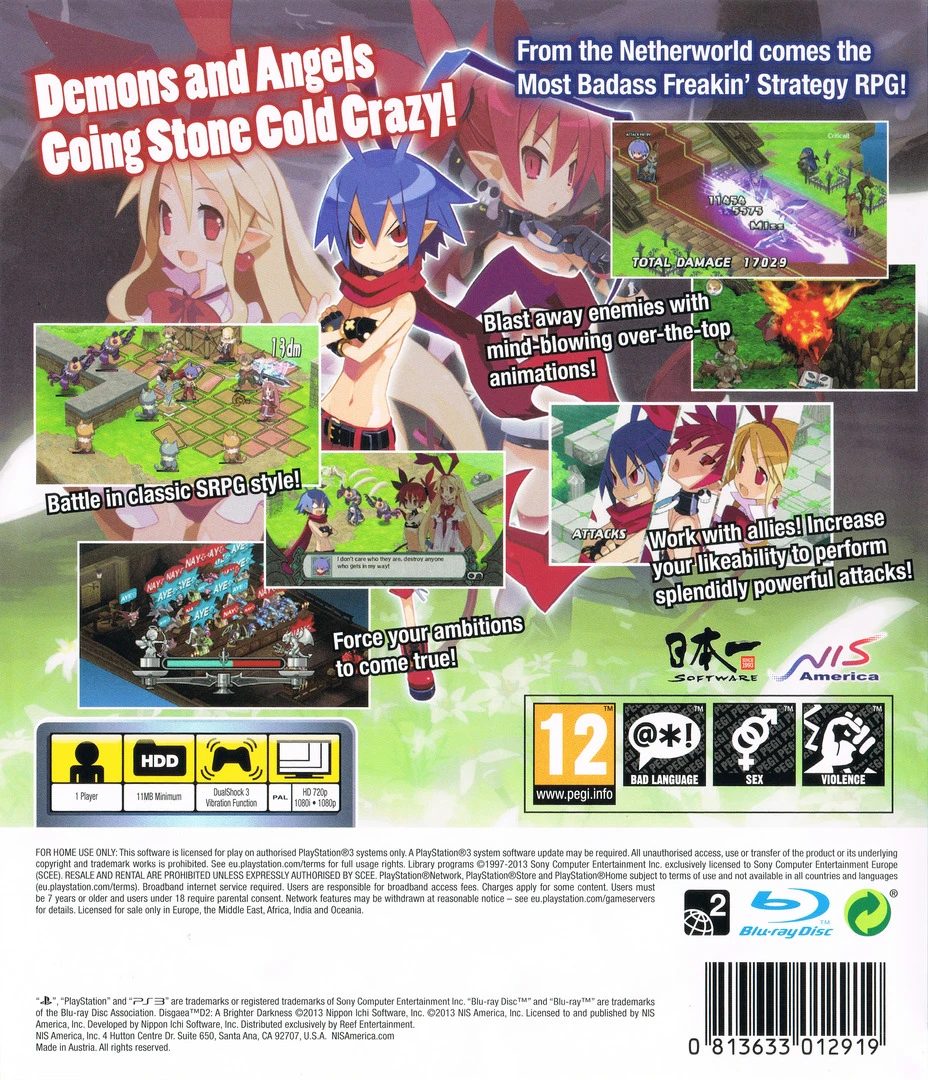 Demons and Angels
Going Stone Cold Crazy!
From the Netherworld comes the
Most Badass Freakin' Strategy RPG!
Critical!
11454
5575
Miss
TOTAL DAMAGE 17029
Blast away enemies with
mind-blowing over-the-top
animations!
13dm
Battle in classic SRPG style!
I don't care who they are, destroy anyone
who gets in my way!
ATTACKS
Work with allies! Increase
your likeability to perform
splendidly powerful attacks!
NAY! NAY! NAY! AYE!
AYE! AYE! NAY! AYE!
Force your ambitions
to come true!
日本一
SINCE 1993
SOFTWARE
NIS
America
HDD
1 Player
11MB Minimum
DualShock 3
Vibration Function
PAL
HD 720p
1080i • 1080p
12
TM
www.pegi.info
@*!
BAD LANGUAGE
SEX
VIOLENCE
FOR HOME USE ONLY: This software is licensed for play on authorised PlayStation®3 systems only. A PlayStation®3 system software update may be required. All unauthorised access, use or transfer of the product or its underlying
copyright and trademark works is prohibited. See eu.playstation.com/terms for full usage rights. Library programs ©1997-2013 Sony Computer Entertainment Inc. exclusively licensed to Sony Computer Entertainment Europe
(SCEE). RESALE AND RENTAL ARE PROHIBITED UNLESS EXPRESSLY AUTHORISED BY SCEE. PlayStation®Network, PlayStation®Store and PlayStation®Home subject to terms of use and not available in all countries and languages
(eu.playstation.com/terms). Broadband internet service required. Users are responsible for broadband access fees. Charges apply for some content. Users must
be 7 years or older and users under 18 require parental consent. Network features may be withdrawn at reasonable notice – see eu.playstation.com/gameservers
for details. Licensed for sale only in Europe, the Middle East, Africa, India and Oceania.
2
Blu-ray Disc™
®
"PS", "PlayStation" and "PS3" are trademarks or registered trademarks of Sony Computer Entertainment Inc. "Blu-ray Disc™" and "Blu-ray™" are trademarks
of the Blu-ray Disc Association. Disgaea™D2: A Brighter Darkness ©2013 Nippon Ichi Software, Inc. ©2013 NIS America, Inc. Licensed to and published by NIS
America, Inc. Developed by Nippon Ichi Software, Inc. Distributed exclusively by Reef Entertainment.
NIS America, Inc. 4 Hutton Centre Dr. Suite 650, Santa Ana, CA 92707, U.S.A. NISAmerica.com
Made in Austria. All rights reserved.
0 813633 012919